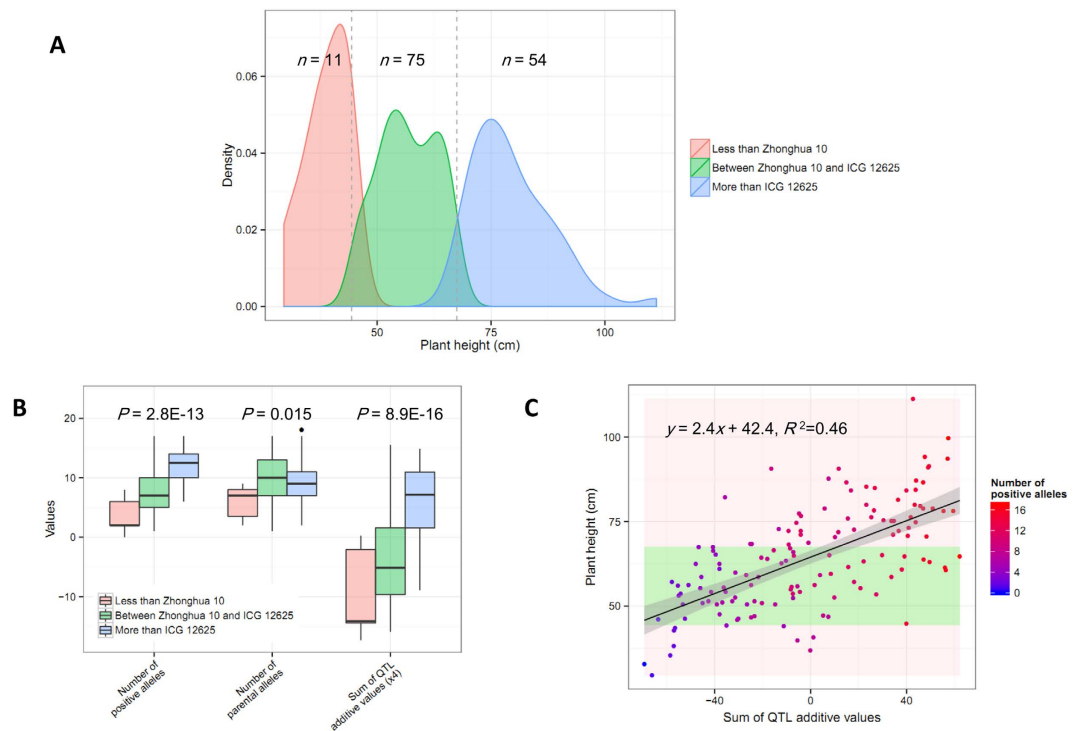 A
n = 11
n = 75
n = 54
0.06
0.04
0.02
0.00
Density
50
75
100
Plant height (cm)
Less than Zhonghua 10
Between Zhonghua 10 and ICG 12625
More than ICG 12625
B
P = 2.8E-13
P = 0.015
P = 8.9E-16
20
10
0
−10
Values
Less than Zhonghua 10
Between Zhonghua 10 and ICG 12625
More than ICG 12625
Number of
positive alleles
Number of
parental alleles
Sum of QTL
additive values (x4)
C
y = 2.4x + 42.4, R²=0.46
100
75
50
Plant height (cm)
−40
0
40
Sum of QTL additive values
Number of
positive alleles
16
12
8
4
0